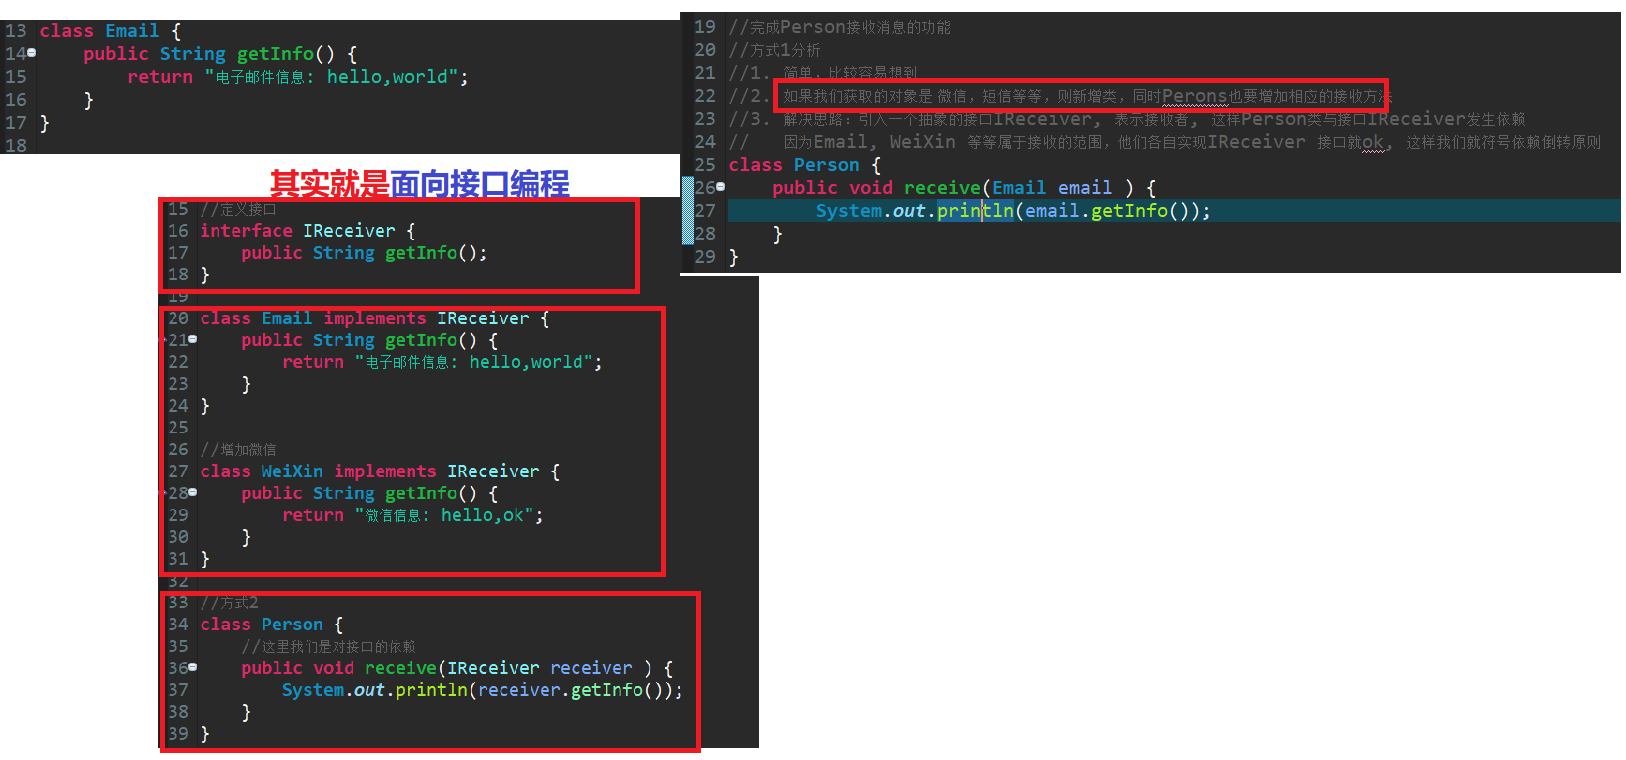 13 class Email {
14 public String getInfo() {
15 return "电子邮件信息: hello,world";
16 }
17 }
18
19 //完成Person接收消息的功能
20 //方式1分析
21 //1. 简单，比较容易想到
22 //2. 如果我们获取的对象是 微信，短信等等，则新增类，同时Perons也要增加相应的接收方法
23 //3. 解决思路：引入一个抽象的接口IReceiver, 表示接收者, 这样Person类与接口IReceiver发生依赖
24 // 因为Email, WeiXin 等等属于接收的范围，他们各自实现IReceiver 接口就ok, 这样我们就符号依赖倒转原则
25 class Person {
26 public void receive(Email email ) {
27 System.out.println(email.getInfo());
28 }
29 }
其实就是面向接口编程
15 //定义接口
16 interface IReceiver {
17 public String getInfo();
18 }
19
20 class Email implements IReceiver {
21 public String getInfo() {
22 return "电子邮件信息: hello,world";
23 }
24 }
25
26 //增加微信
27 class WeiXin implements IReceiver {
28 public String getInfo() {
29 return "微信信息: hello,ok";
30 }
31 }
32
33 //方式2
34 class Person {
35 //这里我们是对接口的依赖
36 public void receive(IReceiver receiver ) {
37 System.out.println(receiver.getInfo());
38 }
39 }